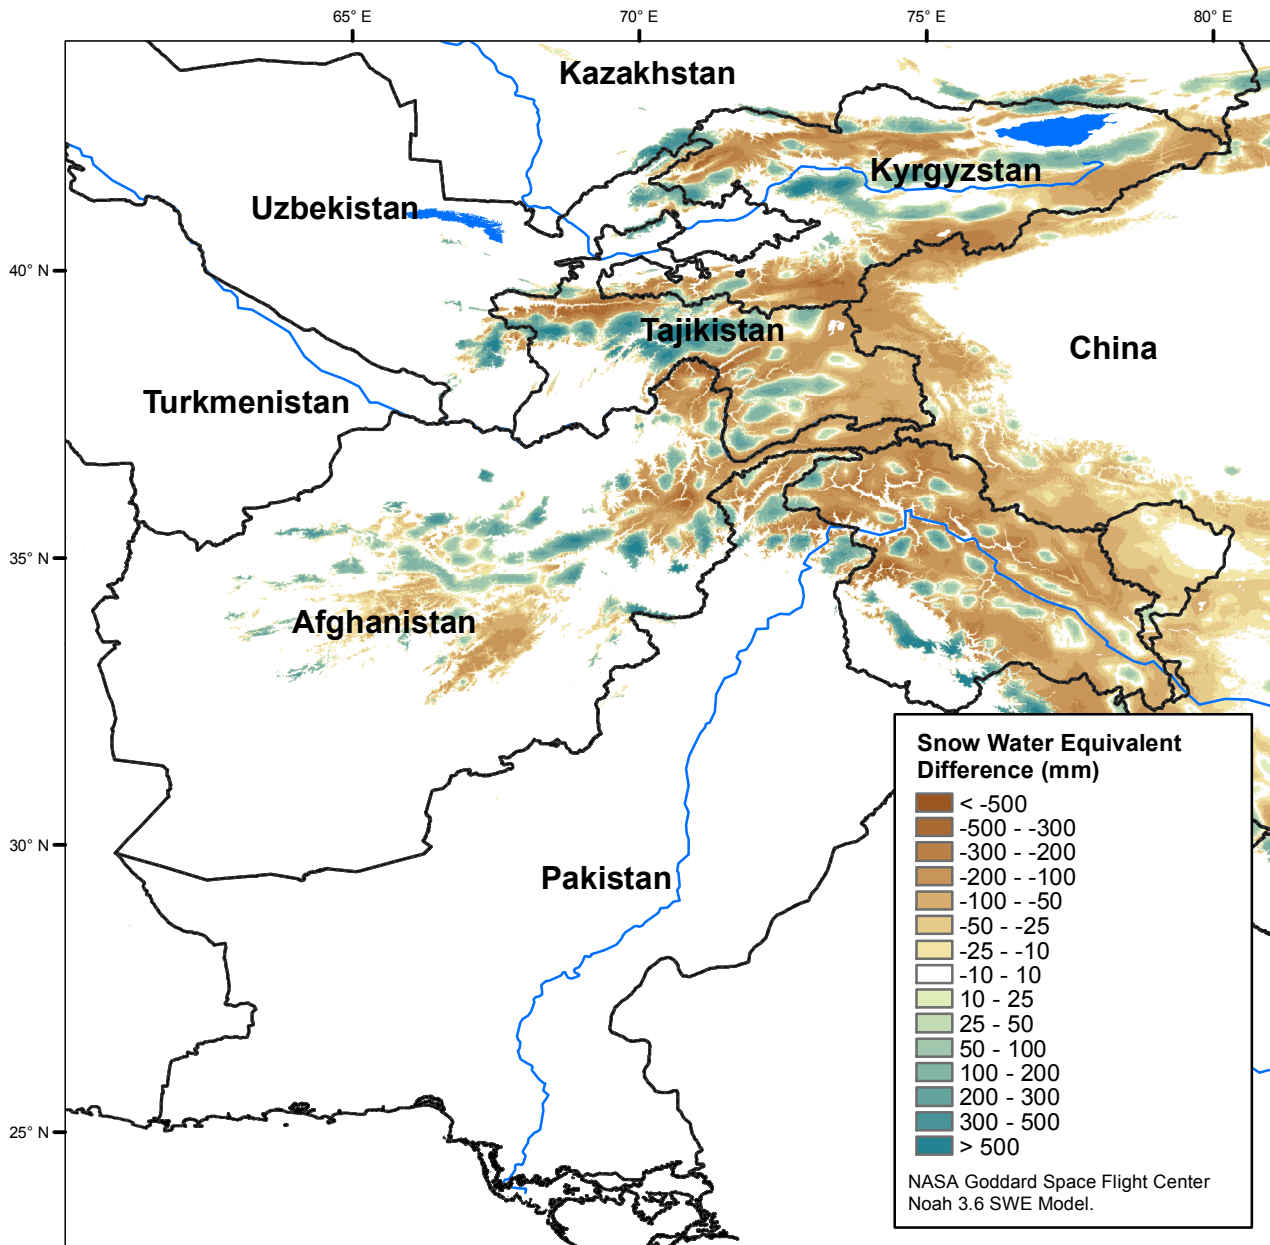 65° E
70° E
75° E
80° E
Kazakhstan
Kyrgyzstan
Uzbekistan
40° N
Tajikistan
China
Turkmenistan
35° N
Afghanistan
Snow Water Equivalent
Difference (mm)
< -500
-500 - -300
-300 - -200
-200 - -100
-100 - -50
-50 - -25
-25 - -10
-10 - 10
10 - 25
25 - 50
50 - 100
100 - 200
200 - 300
300 - 500
> 500
NASA Goddard Space Flight Center
Noah 3.6 SWE Model.
30° N
Pakistan
25° N